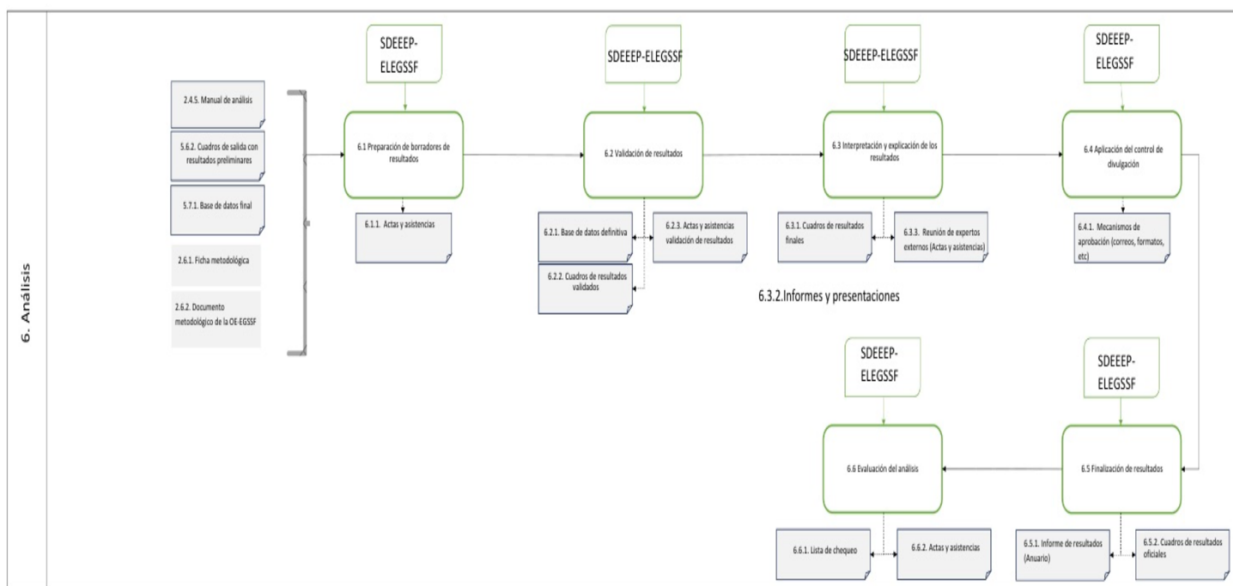 6. Análisis
SDEEEP-
ELEGSSF
SDEEEP-ELEGSSF
SDEEEP-ELEGSSF
SDEEEP-
ELEGSSF
2.4.5. Manual de análisis
5.6.2. Cuadros de salida con
resultados preliminares
5.7.1. Base de datos final
2.6.1. Ficha metodológica
2.6.2. Documento
metodológico de la OE-EGSSF
6.1 Preparación de borradores de
resultados
6.2 Validación de resultados
6.3 Interpretación y explicación de los
resultados
6.4 Aplicación del control de
divulgación
6.1.1. Actas y asistencias
6.2.1. Base de datos definitiva
6.2.3. Actas y asistencias
validación de resultados
6.2.2. Cuadros de resultados
validados
6.3.1. Cuadros de resultados
finales
6.3.3. Reunión de expertos
externos (Actas y asistencias)
6.4.1. Mecanismos de
aprobación (correos, formatos,
etc)
6.3.2.Informes y presentaciones
SDEEEP-
ELEGSSF
SDEEEP-
ELEGSSF
6.6 Evaluación del análisis
6.5 Finalización de resultados
6.6.1. Lista de chequeo
6.6.2. Actas y asistencias
6.5.1. Informe de resultados
(Anuario)
6.5.2. Cuadros de resultados
oficiales